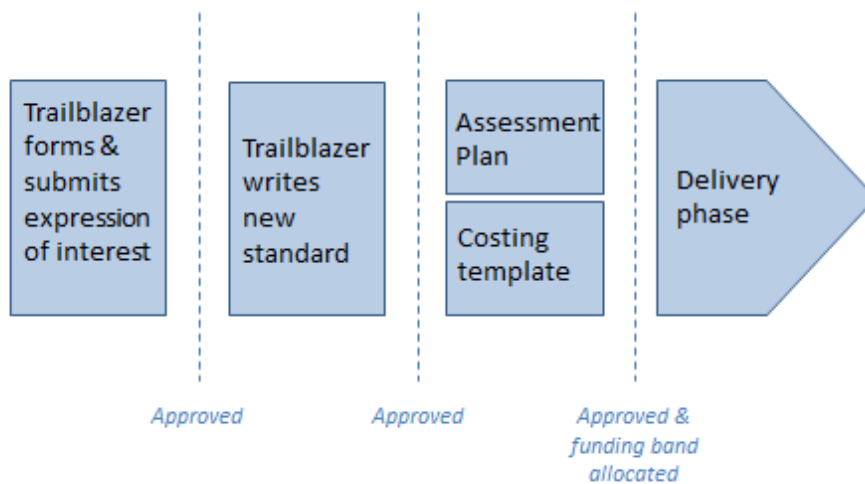 Trailblazer
forms &
submits
expression
of interest
Trailblazer
writes
new
standard
Assessment
Plan
Costing
template
Delivery
phase
Approved
Approved
Approved &
funding band
allocated